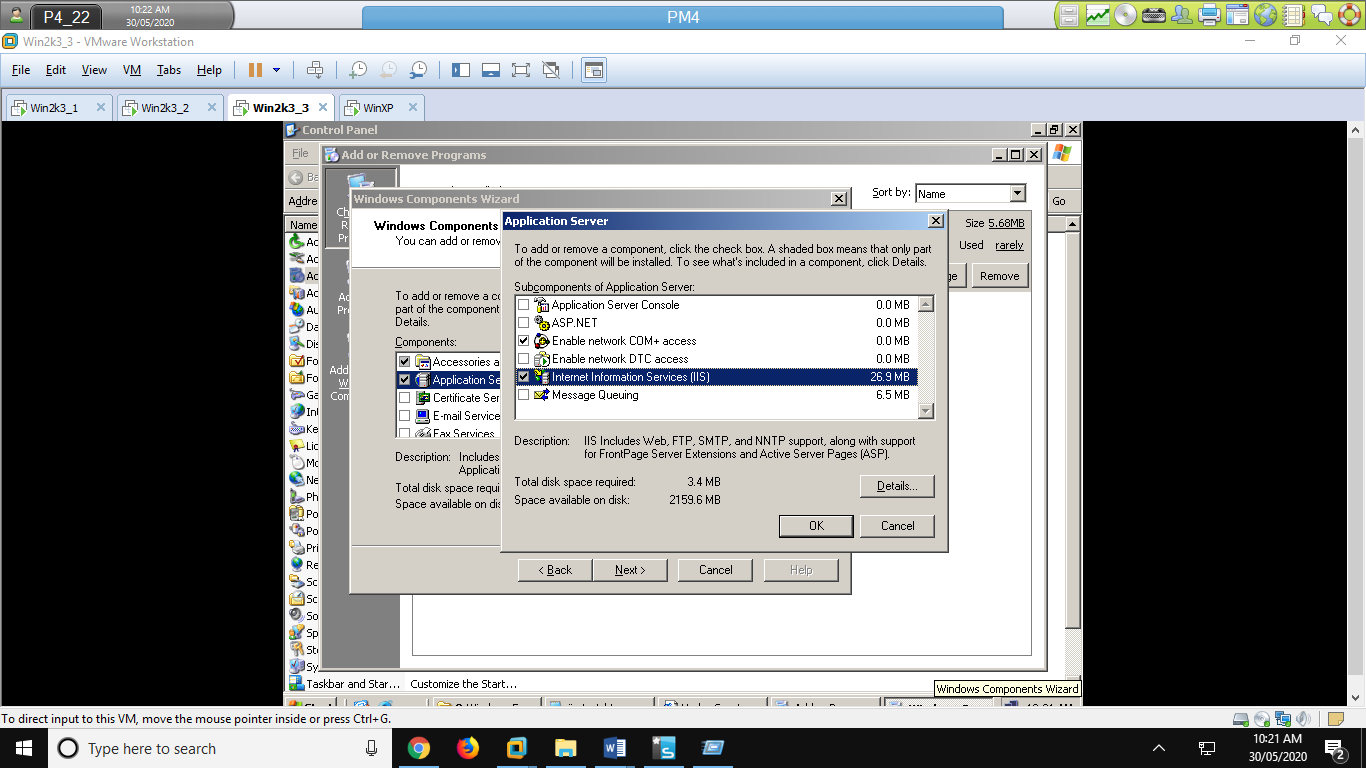 P4_22
10:22 AM
30/05/2020
PM4
Win2k3_3 - VMware Workstation
File Edit View VM Tabs Help
Win2k3_1 Win2k3_2 Win2k3_3 WinXP
Control Panel
File
Add or Remove Programs
Ba
Addre
Go
Name
Sort by: Name
Size 5.68MB
Used rarely
ge Remove
Windows Components Wizard
Windows Components
You can add or remov
To add or remove a co
part of the component
Details.
Components:
Accessories a
Application Se
Certificate Ser
E-mail Service
Fax Services
Description: Includes
Applicati
Total disk space requi
Space available on dis
< Back Next > Cancel Help
Application Server
To add or remove a component, click the check box. A shaded box means that only part
of the component will be installed. To see what's included in a component, click Details.
Subcomponents of Application Server:
Application Server Console 0.0 MB
ASP.NET 0.0 MB
Enable network COM+ access 0.0 MB
Enable network DTC access 0.0 MB
Internet Information Services (IIS) 26.9 MB
Message Queuing 6.5 MB
Description: IIS Includes Web, FTP, SMTP, and NNTP support, along with support
for FrontPage Server Extensions and Active Server Pages (ASP).
Total disk space required: 3.4 MB
Space available on disk: 2159.6 MB
Details...
OK Cancel
Taskbar and Star... Customize the Start...
Windows Components Wizard
To direct input to this VM, move the mouse pointer inside or press Ctrl+G.
Type here to search
10:21 AM
30/05/2020
2